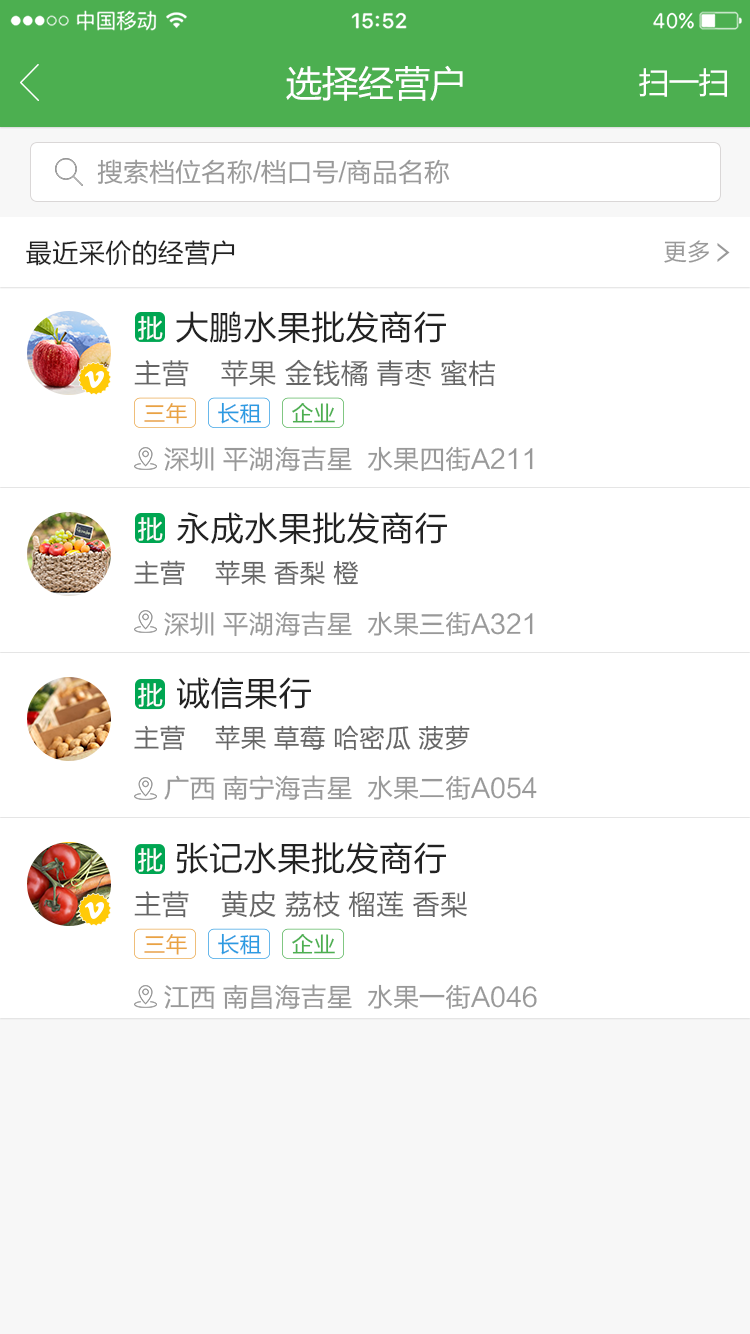 中国移动 15:52 40%
选择经营户 扫一扫
搜索档位名称/档口号/商品名称
最近采价的经营户 更多
批 大鹏水果批发商行
主营 苹果 金钱橘 青枣 蜜桔
三年 长租 企业
深圳 平湖海吉星 水果四街A211
批 永成水果批发商行
主营 苹果 香梨 橙
深圳 平湖海吉星 水果三街A321
批 诚信果行
主营 苹果 草莓 哈密瓜 菠萝
广西 南宁海吉星 水果二街A054
批 张记水果批发商行
主营 黄皮 荔枝 榴莲 香梨
三年 长租 企业
江西 南昌海吉星 水果一街A046